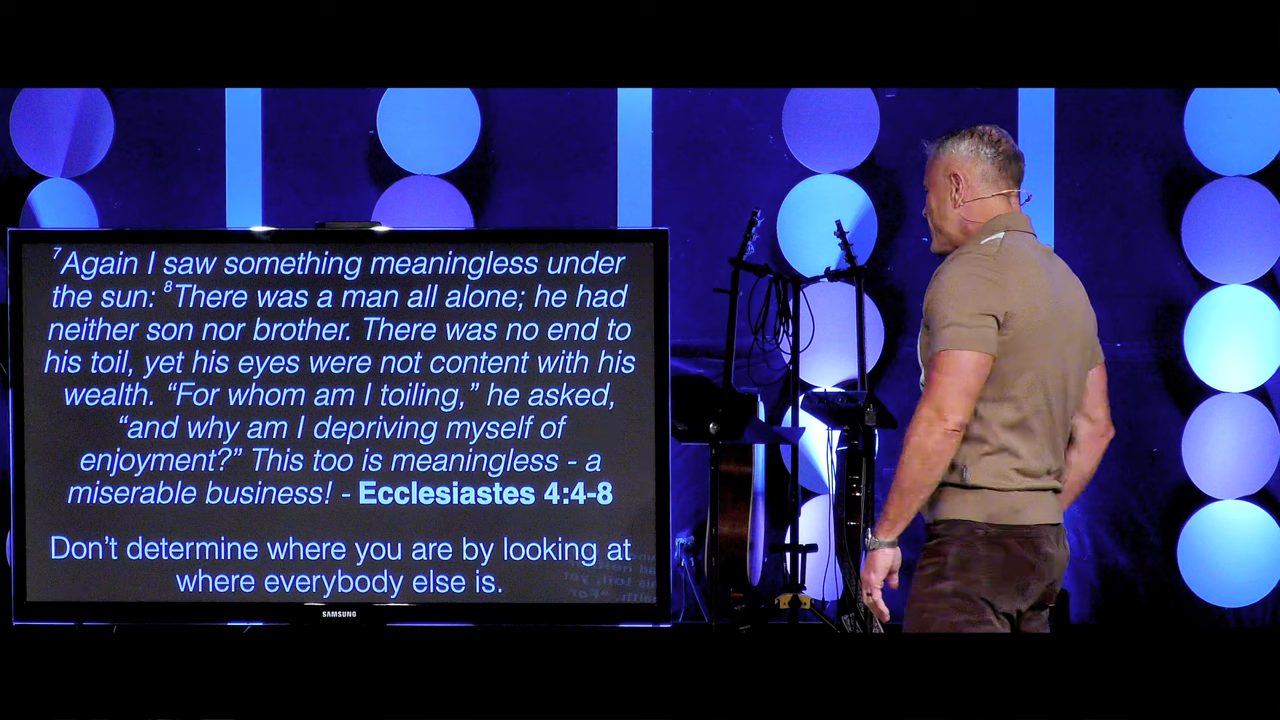 ⁷Again I saw something meaningless under
the sun: ⁸There was a man all alone; he had
neither son nor brother. There was no end to
his toil, yet his eyes were not content with his
wealth. “For whom am I toiling,” he asked,
“and why am I depriving myself of
enjoyment?” This too is meaningless - a
miserable business! - Ecclesiastes 4:4-8
Don’t determine where you are by looking at
where everybody else is.
SAMSUNG